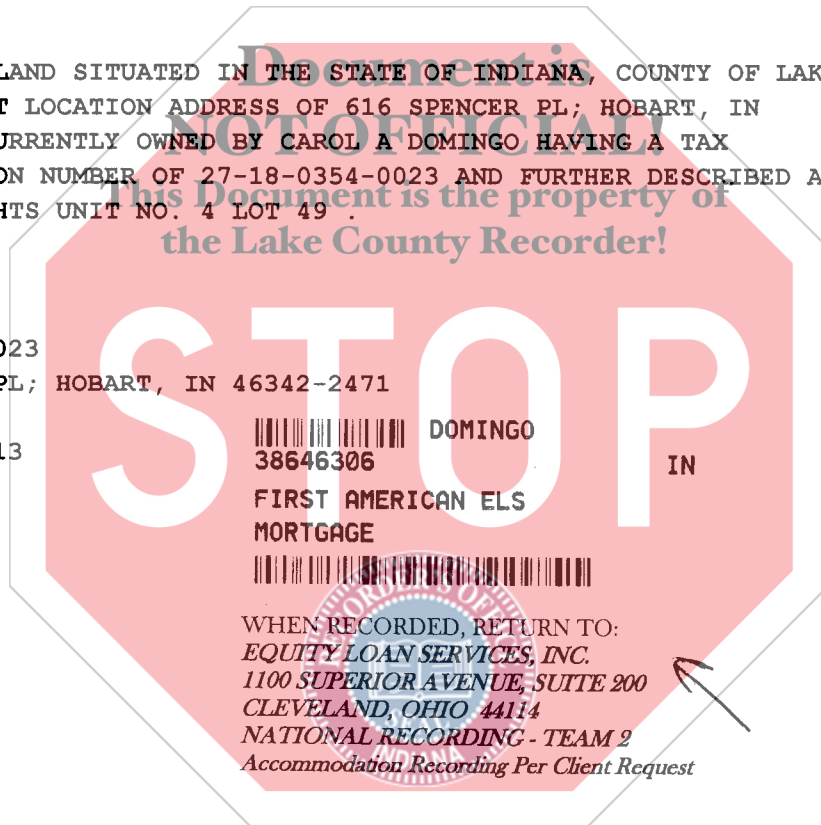 Document is
LAND SITUATED IN THE STATE OF INDIANA, COUNTY OF LAK
T LOCATION ADDRESS OF 616 SPENCER PL; HOBART, IN
NOT OFFICIAL!
URRENTLY OWNED BY CAROL A DOMINGO HAVING A TAX
ON NUMBER OF 27-18-0354-0023 AND FURTHER DESCRIBED A
This Document is the property of
HTS UNIT NO. 4 LOT 49 .
the Lake County Recorder!
STOP
023
PL; HOBART, IN 46342-2471
DOMINGO
13
38646306
IN
FIRST AMERICAN ELS
MORTGAGE
RECORDER'S OFFICE
SEAL
INDIANA
WHEN RECORDED, RETURN TO:
EQUITY LOAN SERVICES, INC.
1100 SUPERIOR AVENUE, SUITE 200
CLEVELAND, OHIO 44114
NATIONAL RECORDING - TEAM 2
Accommodation Recording Per Client Request